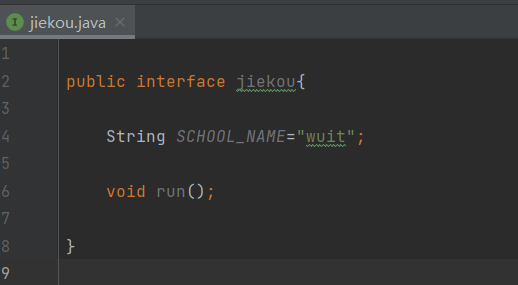 jiekou.java
1
2 public interface jiekou{
3
4 String SCHOOL_NAME="wuit";
5
6 void run();
7
8 }
9